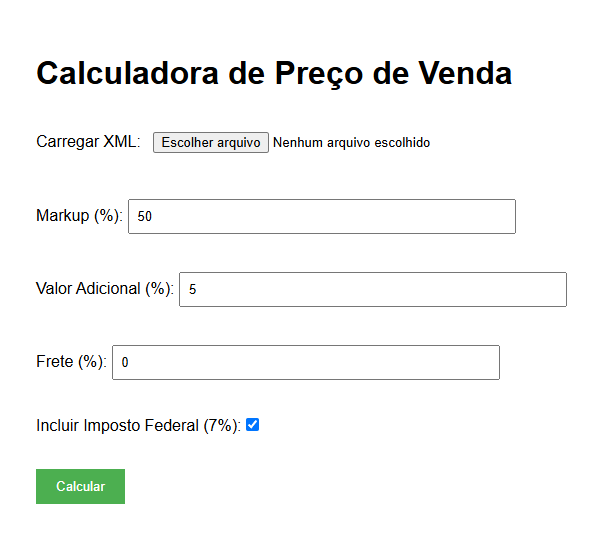 Calculadora de Preço de Venda
Carregar XML: Escolher arquivo Nenhum arquivo escolhido
Markup (%): 50
Valor Adicional (%): 5
Frete (%): 0
Incluir Imposto Federal (7%):
Calcular